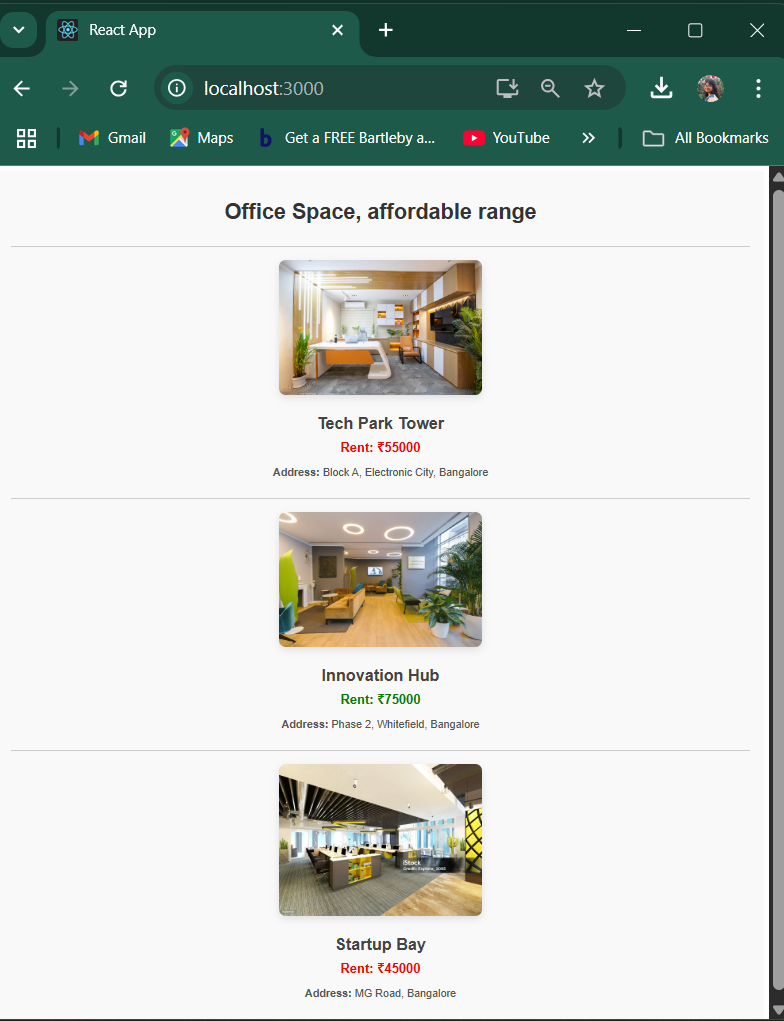 React App
localhost:3000
Gmail
Maps
Get a FREE Bartleby a...
YouTube
All Bookmarks
Office Space, affordable range
Tech Park Tower
Rent: ₹55000
Address: Block A, Electronic City, Bangalore
Innovation Hub
Rent: ₹75000
Address: Phase 2, Whitefield, Bangalore
iStock
Startup Bay
Rent: ₹45000
Address: MG Road, Bangalore